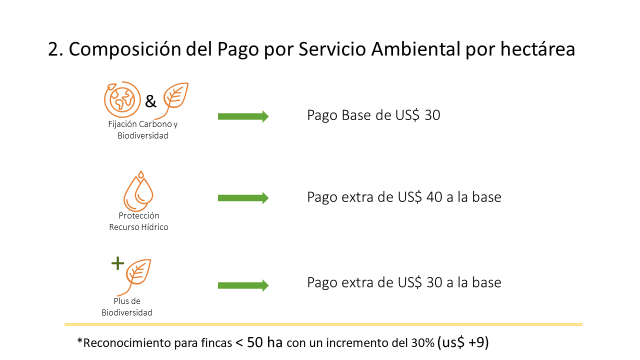 2. Composición del Pago por Servicio Ambiental por hectárea
&
Fijación Carbono y
Biodiversidad
Pago Base de US$ 30
Protección
Recurso Hídrico
Pago extra de US$ 40 a la base
+
Plus de
Biodiversidad
Pago extra de US$ 30 a la base
*Reconocimiento para fincas < 50 ha con un incremento del 30% (us$ +9)